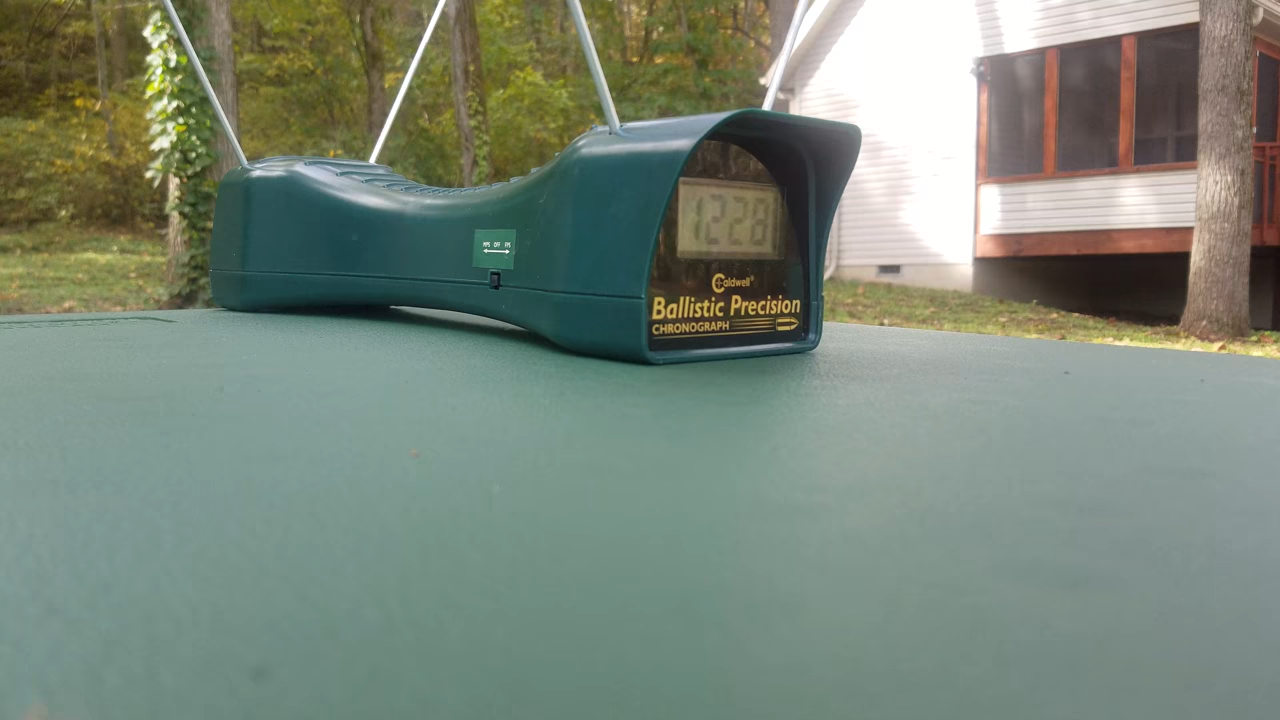 MPS OFF FPS
1228
Caldwell®
Ballistic Precision
CHRONOGRAPH